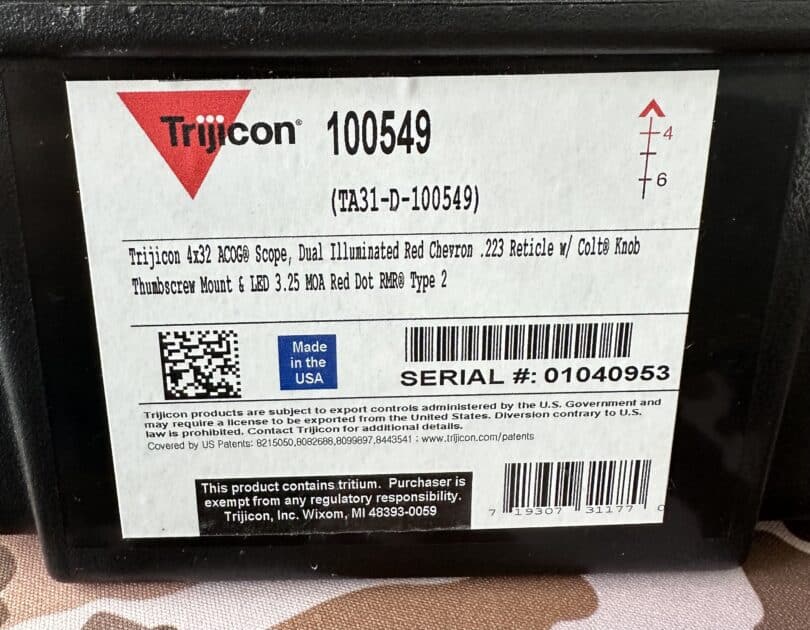 Trijicon®
100549
(TA31-D-100549)
4
6
Trijicon 4x32 ACOG® Scope, Dual Illuminated Red Chevron .223 Reticle w/ Colt® Knob
Thumbscrew Mount & LED 3.25 MOA Red Dot RMR® Type 2
Made
in the
USA
SERIAL #: 01040953
Trijicon products are subject to export controls administered by the U.S. Government and
may require a license to be exported from the United States. Diversion contrary to U.S.
law is prohibited. Contact Trijicon for additional details.
Covered by US Patents: 8215050,8082688,8099897,8443541 ; www.trijicon.com/patents
This product contains tritium. Purchaser is
exempt from any regulatory responsibility.
Trijicon, Inc. Wixom, MI 48393-0059
7 19307 31177 0